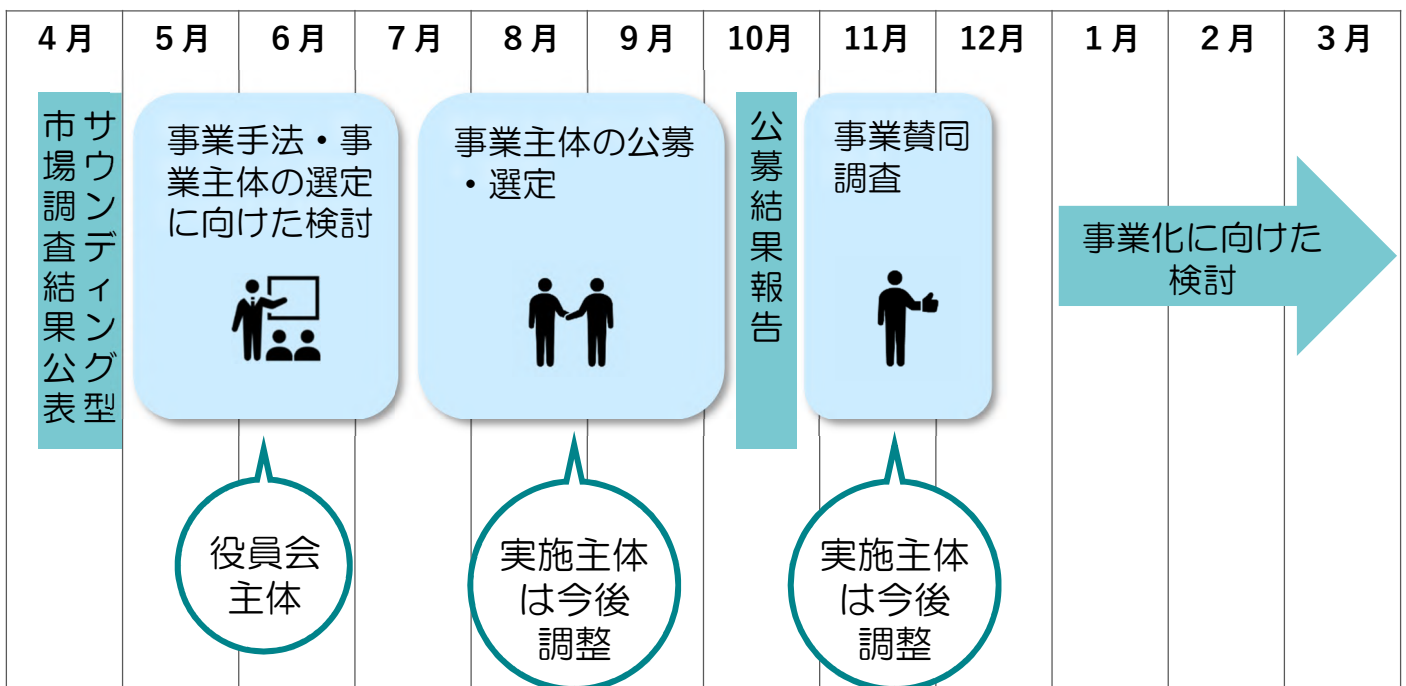 4月 5月 6月 7月 8月 9月 10月 11月 12月 1月 2月 3月
サウンディング型
市場調査結果公表
事業手法・事
業主体の選定
に向けた検討
事業主体の公募
・選定
公募結果報告
事業賛同
調査
事業化に向けた
検討
役員会
主体
実施主体
は今後
調整
実施主体
は今後
調整